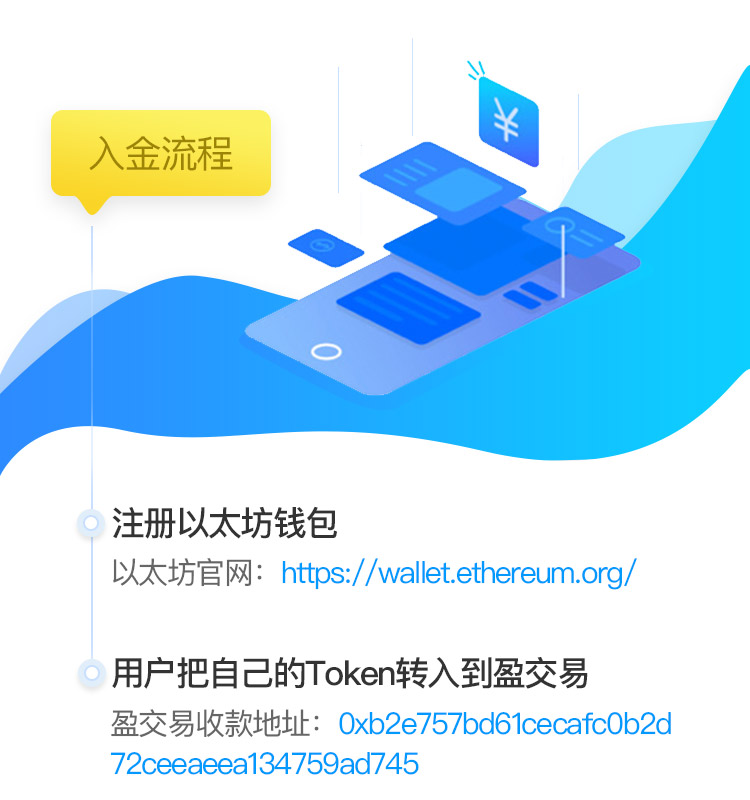 ¥
入金流程
注册以太坊钱包
以太坊官网：https://wallet.ethereum.org/
用户把自己的Token转入到盈交易
盈交易收款地址：0xb2e757bd61cecafc0b2d
72ceeaeea134759ad745